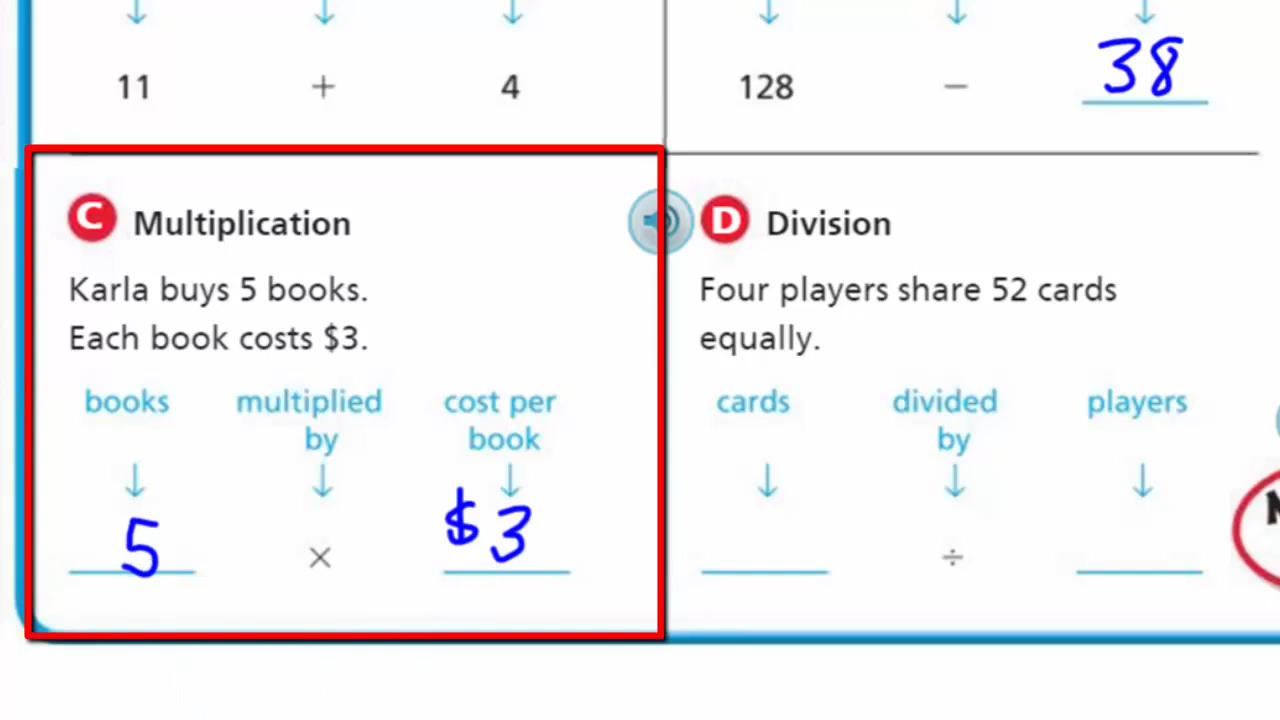 11 + 4
128 − 38
C Multiplication
Karla buys 5 books.
Each book costs $3.
books multiplied by cost per book
5 × $3
D Division
Four players share 52 cards
equally.
cards divided by players
÷